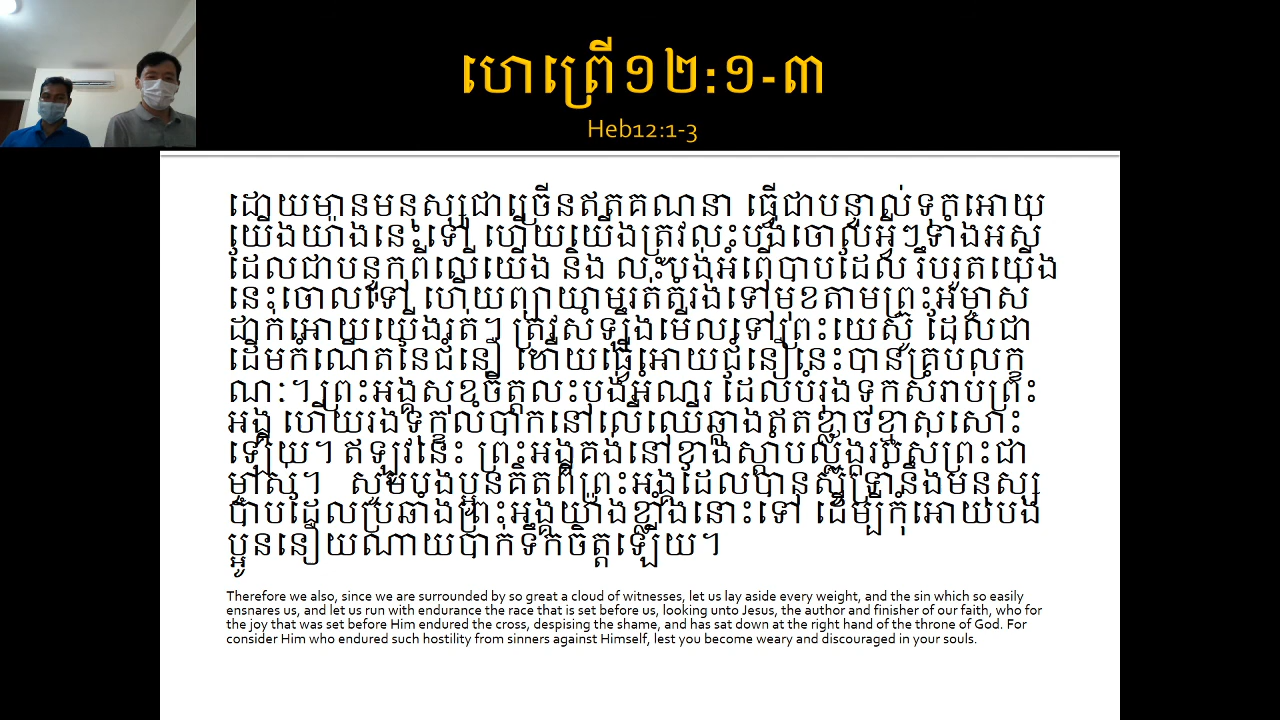 ហេព្រើ១២:១-៣
Heb12:1-3
ដោយមានមនុស្សជាច្រើនឥតគណនា ធ្វើជាបន្ទាល់ទុកអោយ
យើងយ៉ាងនេះទៅ ហើយយើងត្រូវលះបង់ចោលអ្វីៗទាំងអស់
ដែលជាបន្ទុកពីលើយើង និង លះបង់អំពើបាបដែល រឹបរួតយើង
នេះចោលទៅ ហើយព្យាយាមរត់តំរង់ទៅមុខតាមព្រះអម្ចាស់
ដាក់អោយយើងរត់។ ត្រូវសំឡឹងមើលទៅព្រះយេស៊ូ ដែលជា
ដើមកំណើតនៃជំនឿ ហើយធ្វើអោយជំនឿនេះបានគ្រប់លក្ខ
ណៈ។ ព្រះអង្គសុខចិត្តលះបង់អំណរ ដែលបំរុងទុកសំរាប់ព្រះ
អង្គ ហើយរងទុក្ខលំបាកនៅលើឈើឆ្កាងឥតខ្លាចខ្មាសសោះ
ឡើយ។ ឥឡូវនេះ ព្រះអង្គគង់នៅខាងស្តាំបល្ល័ង្ករបស់ព្រះជា
ម្ចាស់។ សូមបងប្អូនគិតពីព្រះអង្គដែលបានស៊ូទ្រាំនឹងមនុស្ស
បាបដែលប្រឆាំងព្រះអង្គយ៉ាងខ្លាំងនោះទៅ ដើម្បីកុំអោយបង
ប្អូននឿយណាយបាក់ទឹកចិត្តឡើយ។
Therefore we also, since we are surrounded by so great a cloud of witnesses, let us lay aside every weight, and the sin which so easily
ensnares us, and let us run with endurance the race that is set before us, looking unto Jesus, the author and finisher of our faith, who for
the joy that was set before Him endured the cross, despising the shame, and has sat down at the right hand of the throne of God. For
consider Him who endured such hostility from sinners against Himself, lest you become weary and discouraged in your souls.